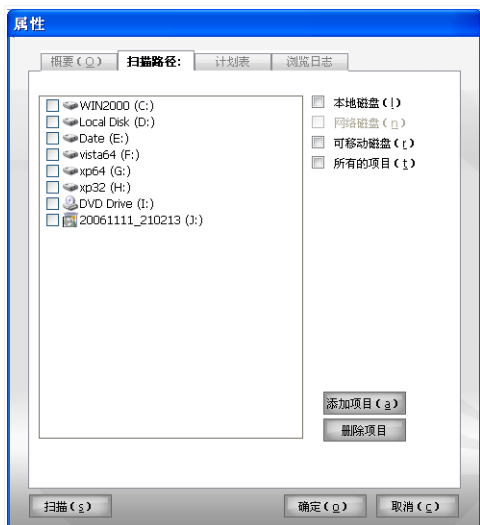 属性
概要(O) 扫描路径: 计划表 浏览日志
WIN2000 (C:)
Local Disk (D:)
Date (E:)
vista64 (F:)
xp64 (G:)
xp32 (H:)
DVD Drive (I:)
20061111_210213 (J:)
本地磁盘(l)
网络磁盘(n)
可移动磁盘(r)
所有的项目(t)
添加项目(a)
删除项目
扫描(s) 确定(o) 取消(c)